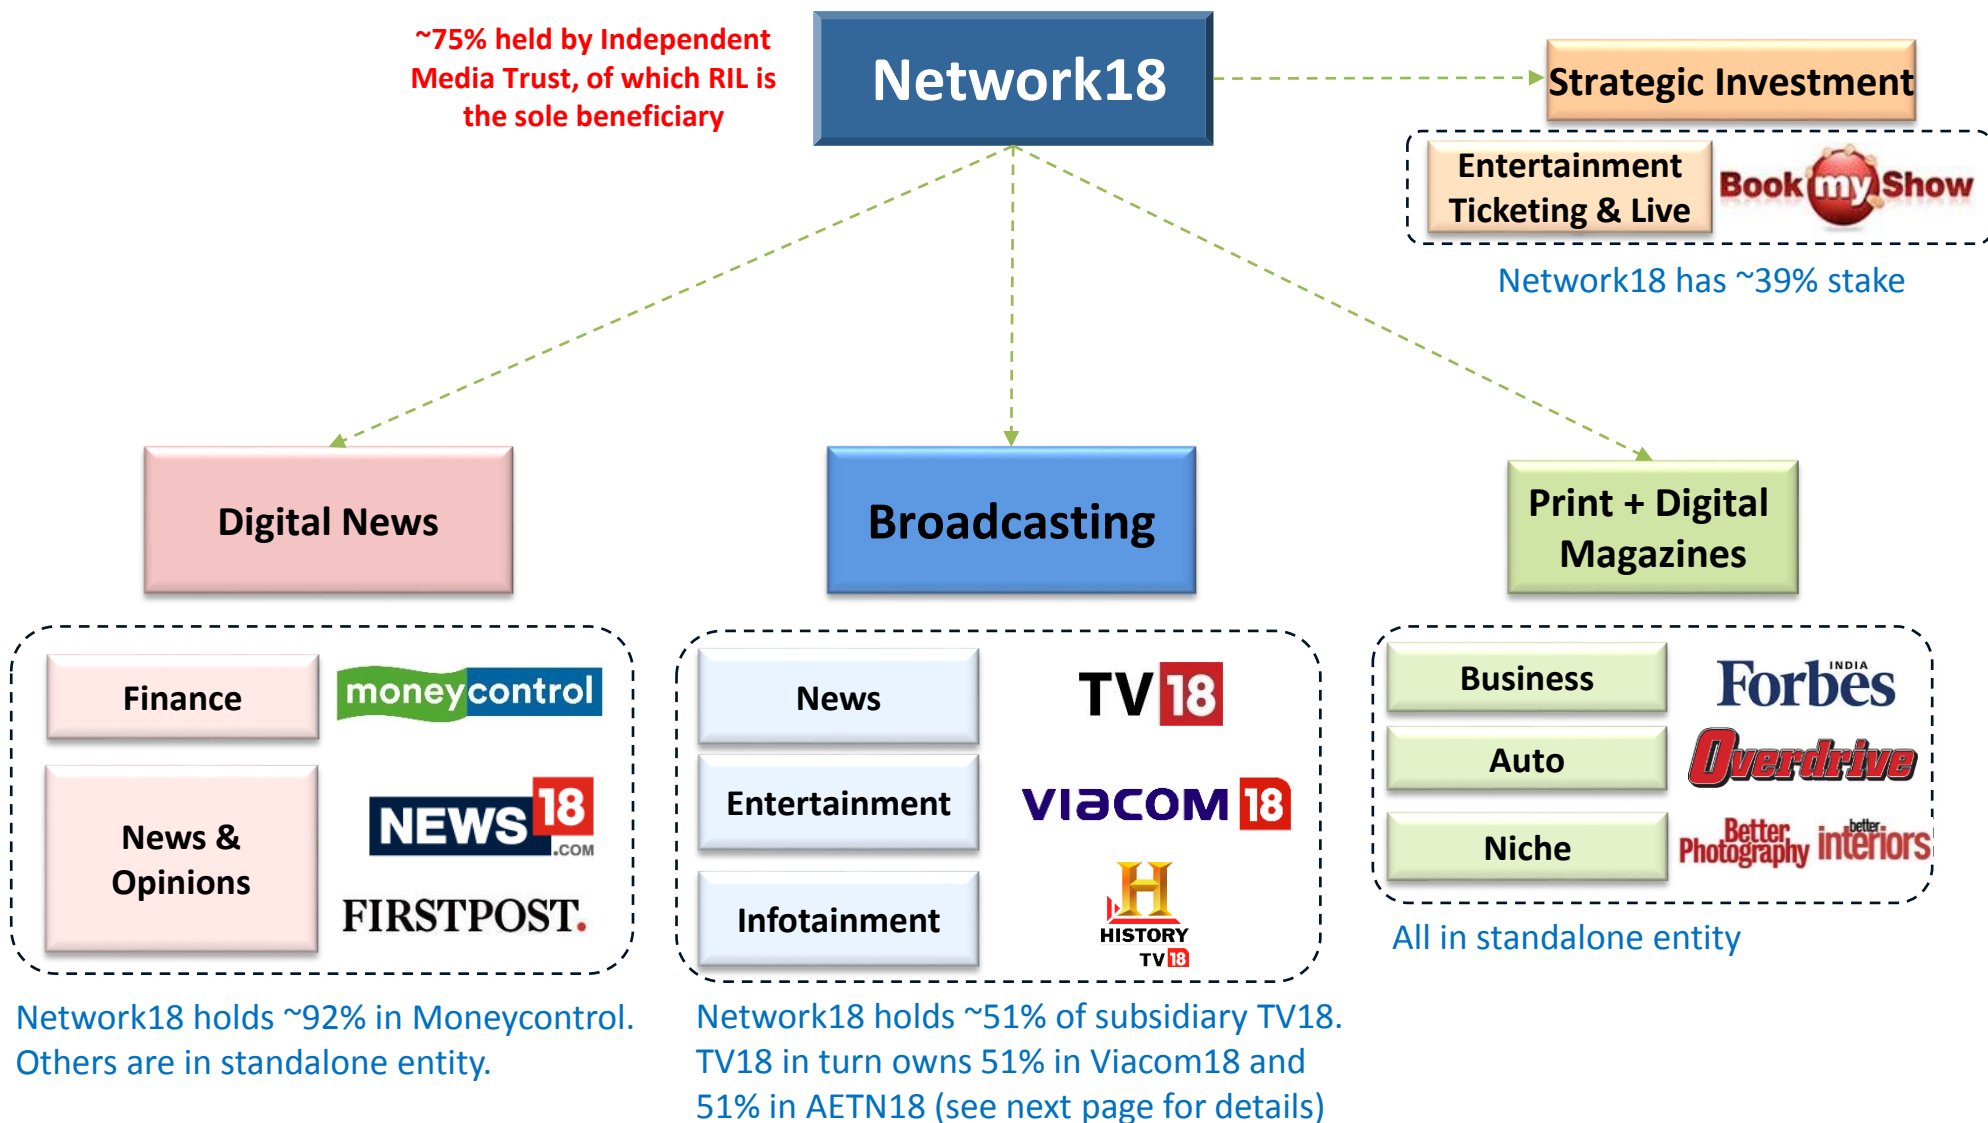 ~75% held by Independent
Media Trust, of which RIL is
the sole beneficiary
Network18
Strategic Investment
Entertainment
Ticketing & Live
Book my Show
Network18 has ~39% stake
Digital News
Broadcasting
Print + Digital
Magazines
Finance
moneycontrol
News &
Opinions
NEWS18
.COM
FIRSTPOST.
News
TV18
Entertainment
VIACOM18
Infotainment
H
HISTORY
TV18
Business
Forbes
INDIA
Auto
Overdrive
Niche
Better
Photography
better
interiors
All in standalone entity
Network18 holds ~92% in Moneycontrol.
Others are in standalone entity.
Network18 holds ~51% of subsidiary TV18.
TV18 in turn owns 51% in Viacom18 and
51% in AETN18 (see next page for details)